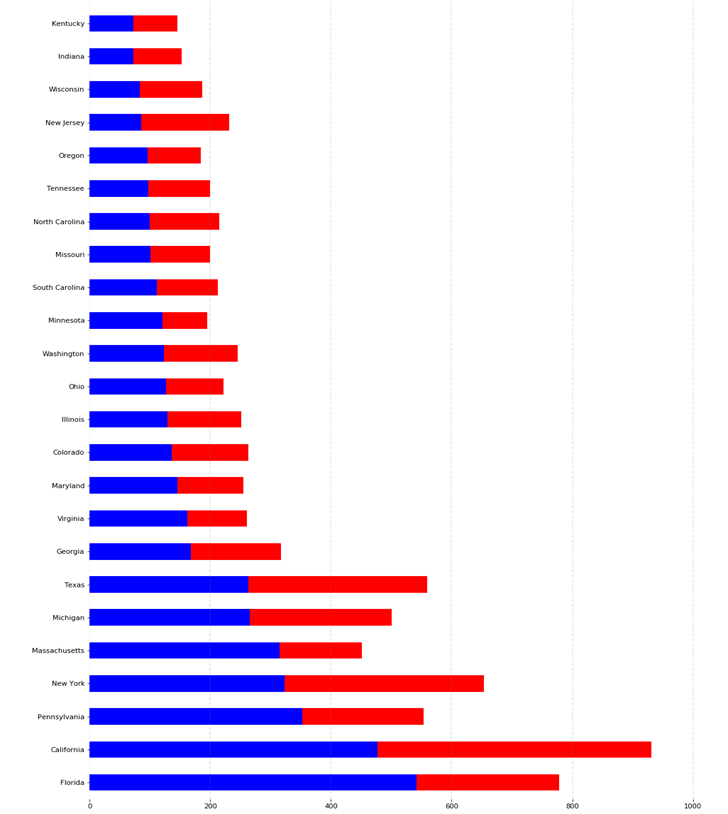 Kentucky
Indiana
Wisconsin
New Jersey
Oregon
Tennessee
North Carolina
Missouri
South Carolina
Minnesota
Washington
Ohio
Illinois
Colorado
Maryland
Virginia
Georgia
Texas
Michigan
Massachusetts
New York
Pennsylvania
California
Florida
0 200 400 600 800 1000